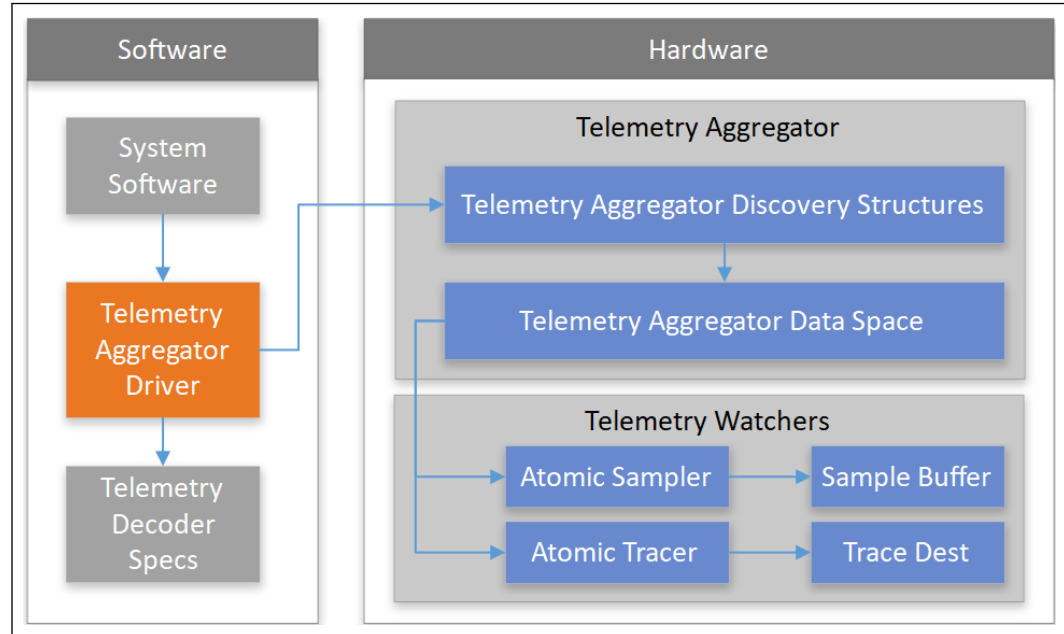 Software
System
Software
Telemetry
Aggregator
Driver
Telemetry
Decoder
Specs
Hardware
Telemetry Aggregator
Telemetry Aggregator Discovery Structures
Telemetry Aggregator Data Space
Telemetry Watchers
Atomic Sampler
Sample Buffer
Atomic Tracer
Trace Dest